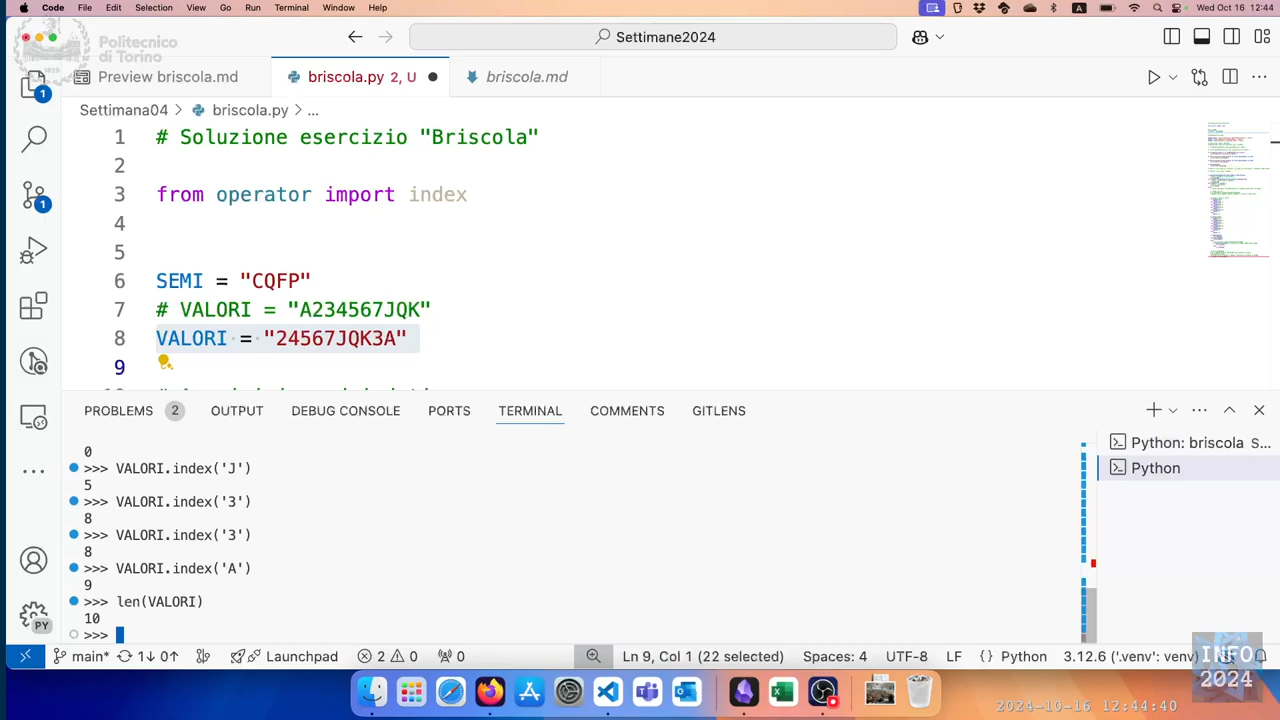 Code File Edit Selection View Go Run Terminal Window Help Wed Oct 16 12:44
Politecnico
di Torino
1859
Settimane2024
Preview briscola.md briscola.py 2, U briscola.md
Settimana04 > briscola.py > ...
1 # Soluzione esercizio "Briscola"
2
3 from operator import index
4
5
6 SEMI = "CQFP"
7 # VALORI = "A234567JQK"
8 VALORI = "24567JQK3A"
9
PROBLEMS 2 OUTPUT DEBUG CONSOLE PORTS TERMINAL COMMENTS GITLENS
0
>>> VALORI.index('J')
5
>>> VALORI.index('3')
8
>>> VALORI.index('3')
8
>>> VALORI.index('A')
9
>>> len(VALORI)
10
>>>
Python: briscola S...
Python
1
1
PY
main* 1↓ 0↑ Launchpad 2 0 0 Ln 9, Col 1 (22 selected) Spaces: 4 UTF-8 LF {} Python 3.12.6 ('.venv': venv)
INFO
2024
2024-10-16 12:44:40